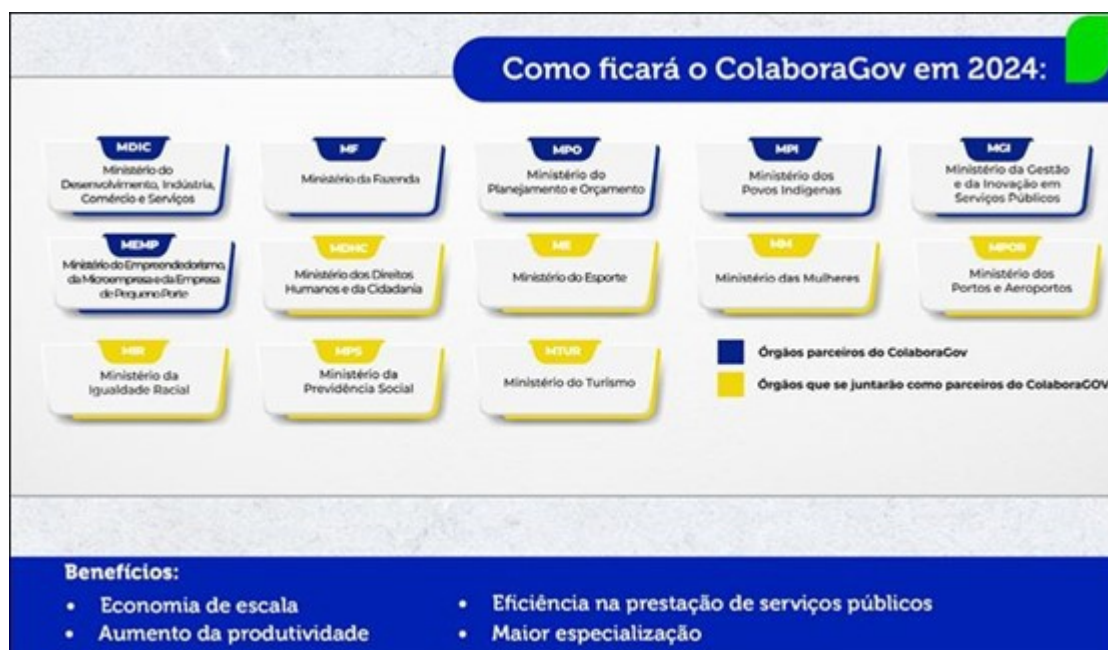 Como ficará o ColaboraGov em 2024:
MDIC
Ministério do
Desenvolvimento, Indústria,
Comércio e Serviços
MF
Ministério da Fazenda
MPO
Ministério do
Planejamento e Orçamento
MPI
Ministério dos
Povos Indígenas
MGI
Ministério da Gestão
e da Inovação em
Serviços Públicos
MEMP
Ministério do Empreendedorismo,
da Microempresa e da Empresa
de Pequeno Porte
MDHC
Ministério dos Direitos
Humanos e da Cidadania
ME
Ministério do Esporte
MM
Ministério das Mulheres
MPOR
Ministério dos
Portos e Aeroportos
MIR
Ministério da
Igualdade Racial
MPS
Ministério da
Previdência Social
MTUR
Ministério do Turismo
Órgãos parceiros do ColaboraGov
Órgãos que se juntarão como parceiros do ColaboraGOV
Benefícios:
• Economia de escala
• Aumento da produtividade
• Eficiência na prestação de serviços públicos
• Maior especialização